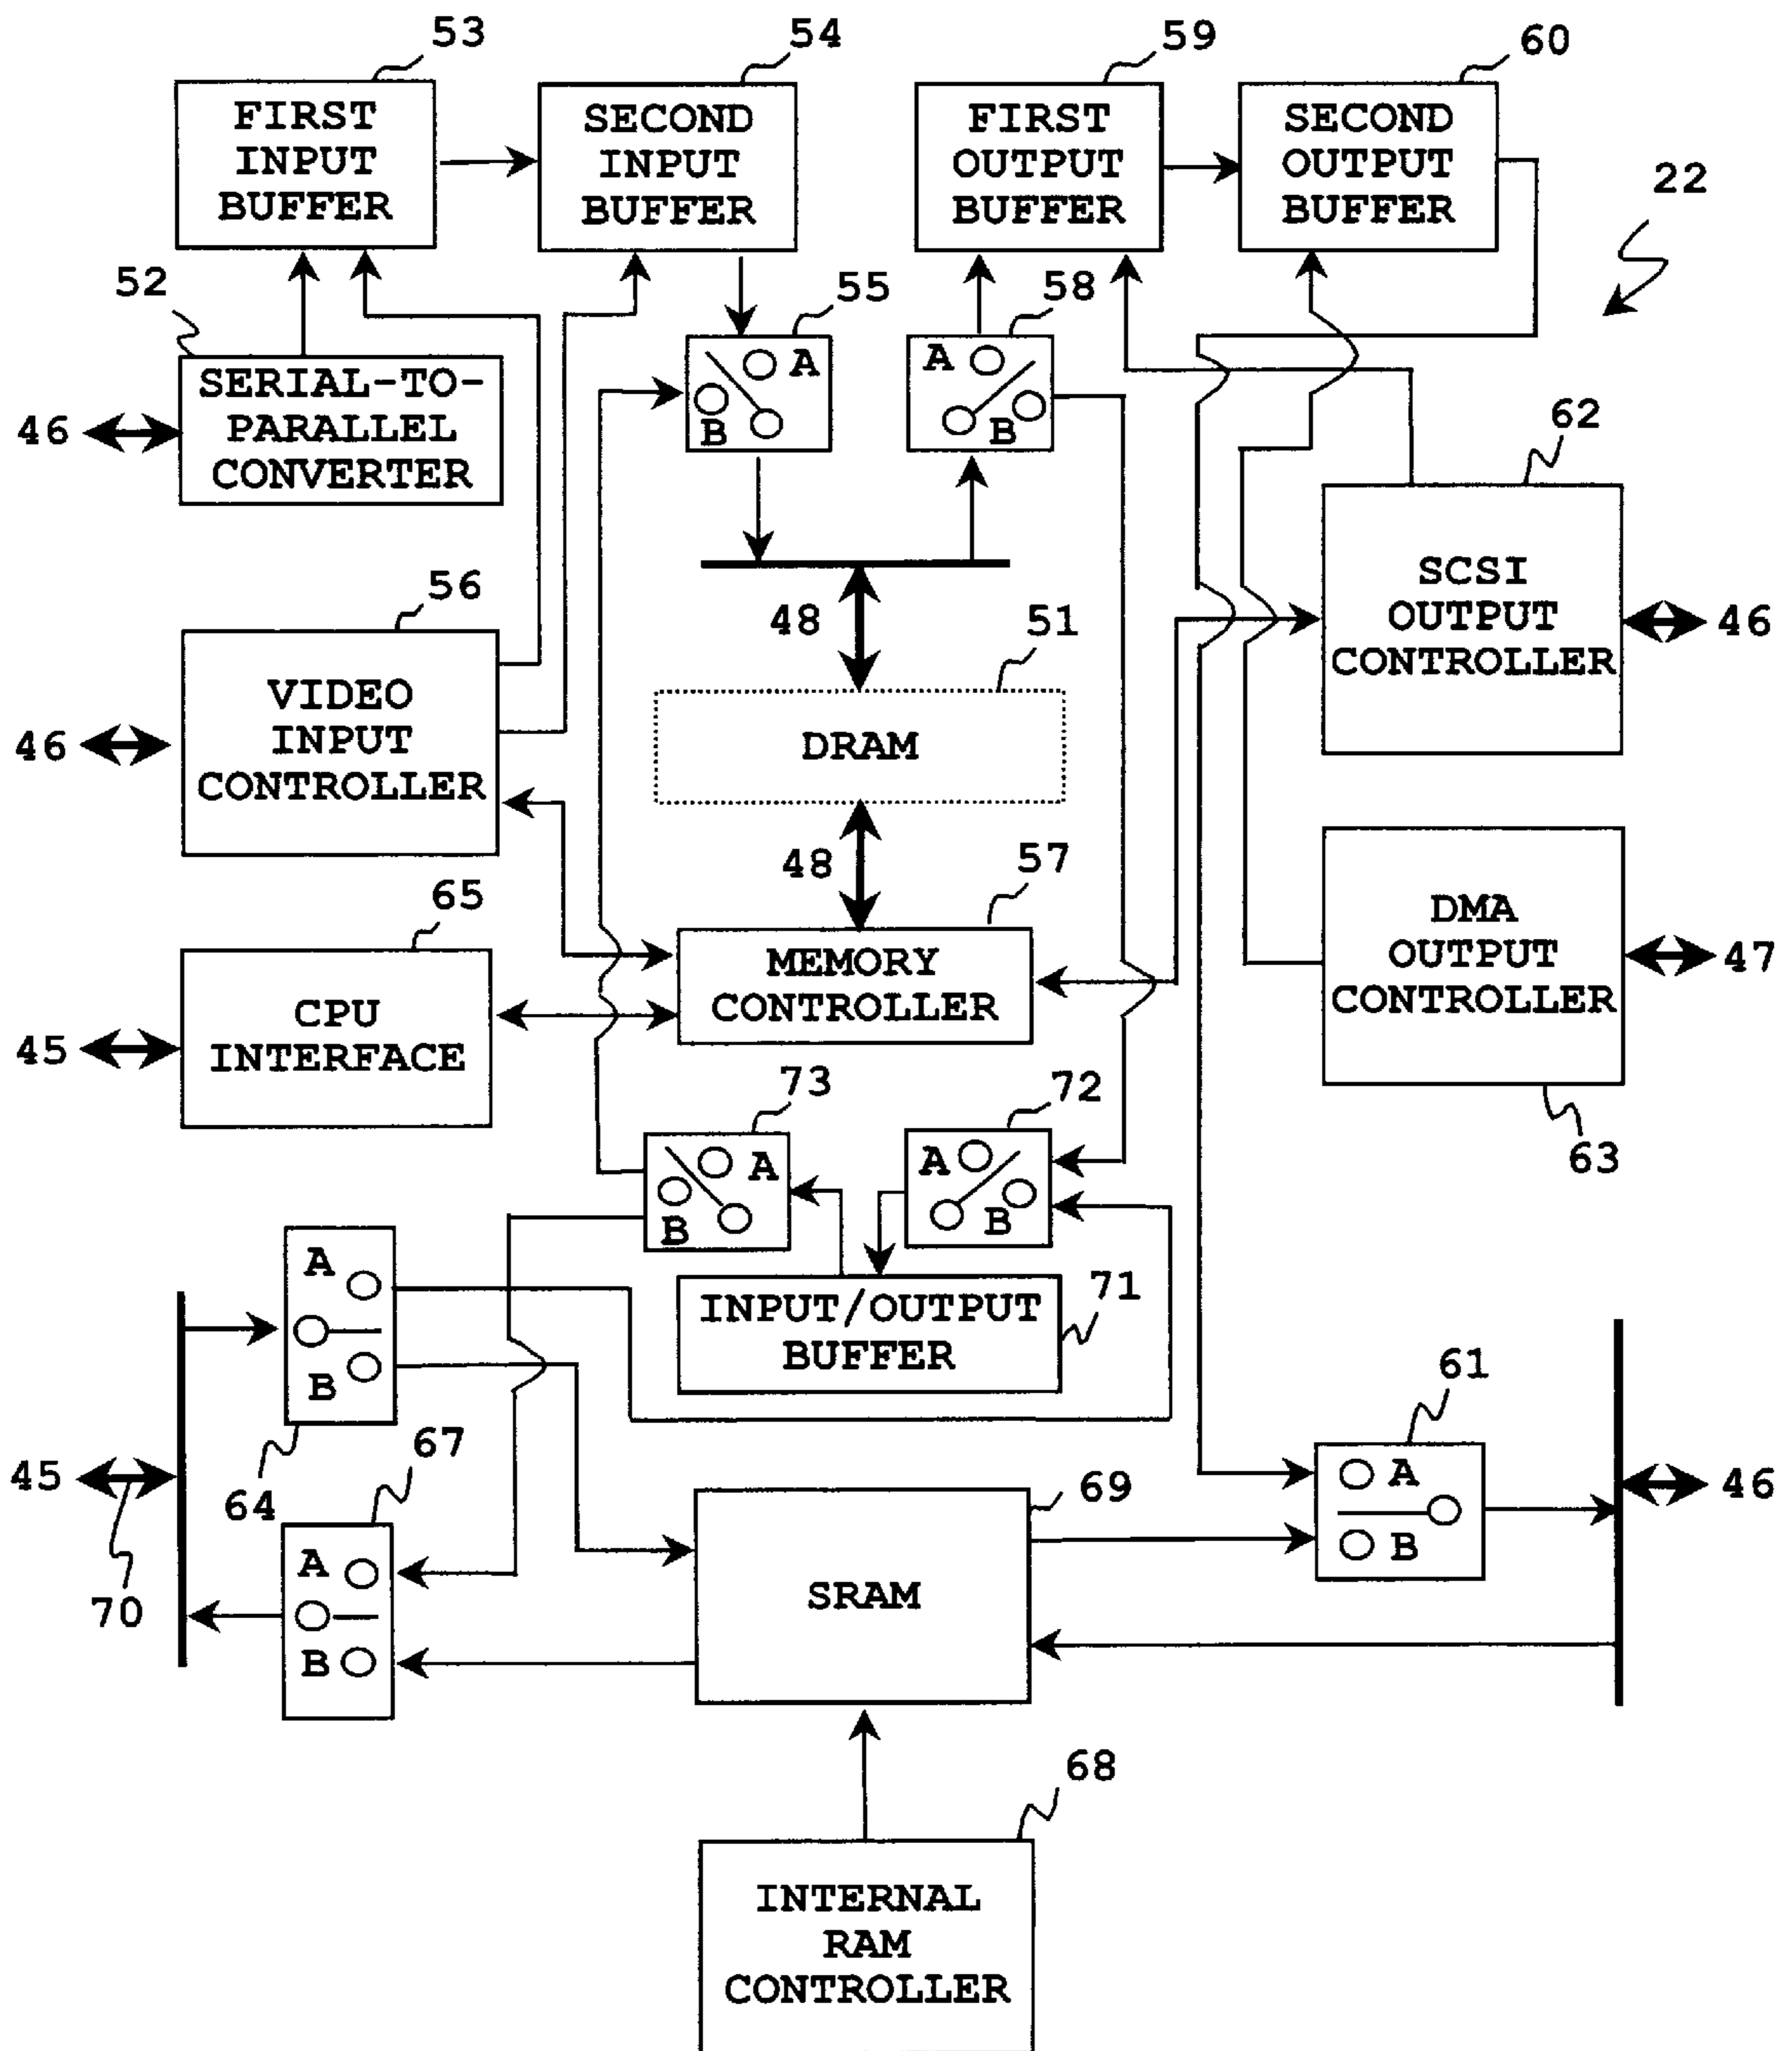 53
54
59
60
FIRST
INPUT
BUFFER
SECOND
INPUT
BUFFER
FIRST
OUTPUT
BUFFER
SECOND
OUTPUT
BUFFER
22
52
55
58
A
B
A
B
SERIAL-TO-
PARALLEL
CONVERTER
46
62
56
48
51
SCSI
OUTPUT
CONTROLLER
46
VIDEO
INPUT
CONTROLLER
46
DRAM
48
57
65
DMA
OUTPUT
CONTROLLER
47
MEMORY
CONTROLLER
CPU
INTERFACE
45
73
72
63
A
B
A
B
A
B
INPUT/OUTPUT
BUFFER
71
61
67
45
64
69
A
B
46
A
B
70
SRAM
68
INTERNAL
RAM
CONTROLLER